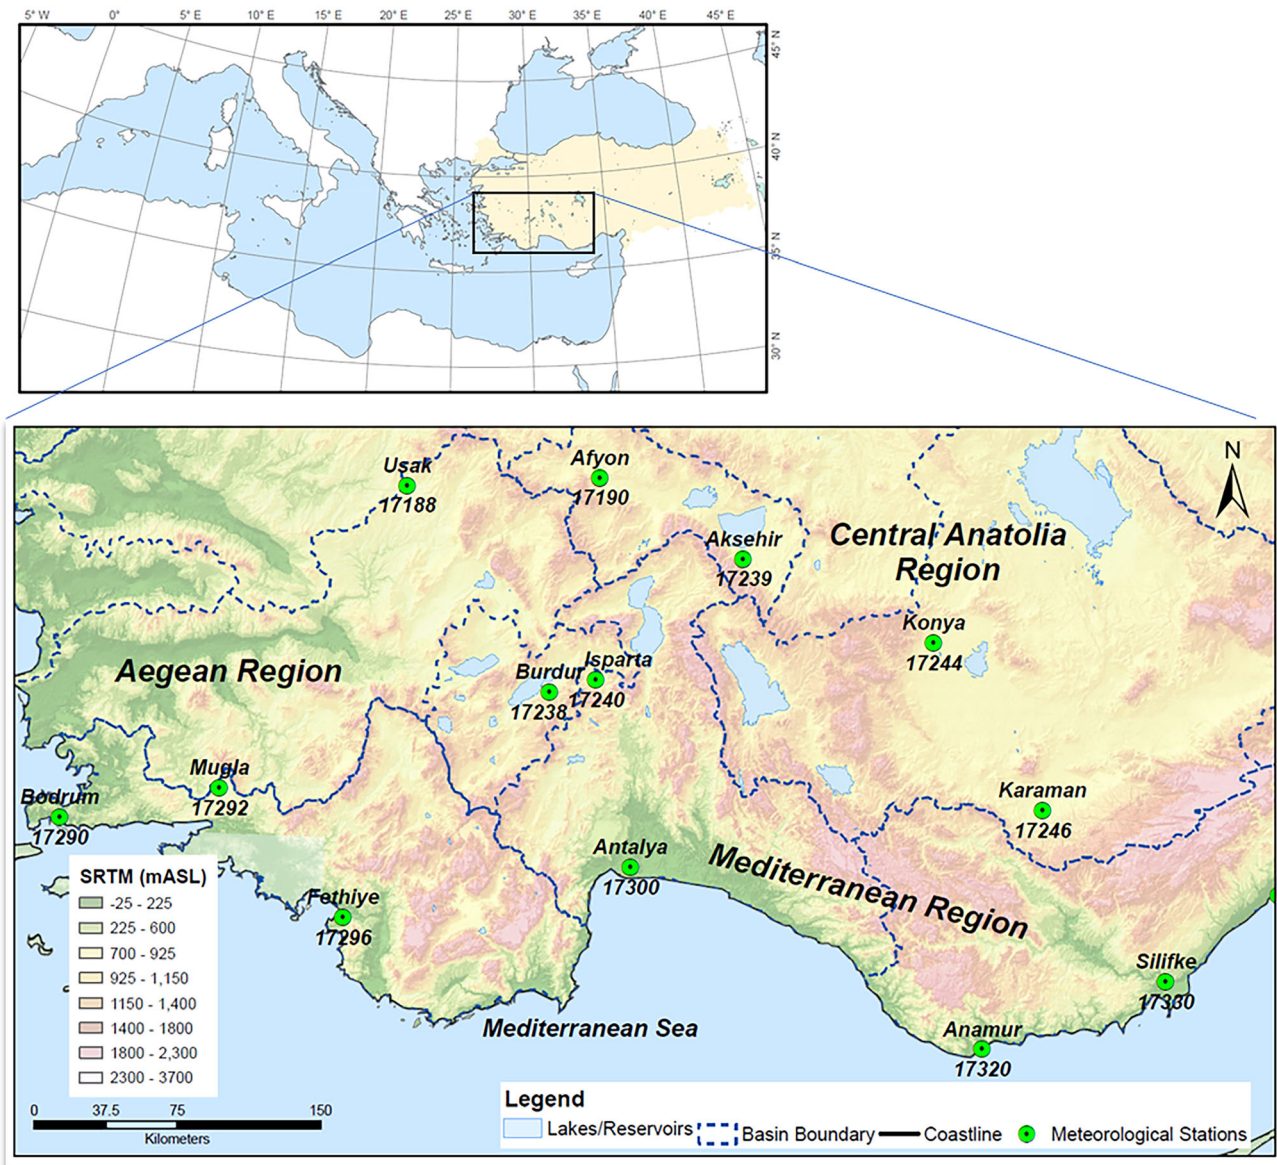 5° W 0° 5° E 10° E 15° E 20° E 25° E 30° E 35° E 40° E 45° E
45° N
40° N
35° N
30° N
N
Usak
17188
Afyon
17190
Aksehir
17239
Central Anatolia
Region
Konya
17244
Aegean Region
Isparta
17240
Burdur
17238
Mugla
17292
Bodrum
17290
Karaman
17246
Antalya
17300
Mediterranean Region
Fethiye
17296
Silifke
17330
Anamur
17320
Mediterranean Sea
SRTM (mASL)
-25 - 225
225 - 600
700 - 925
925 - 1,150
1150 - 1,400
1400 - 1800
1800 - 2,300
2300 - 3700
0 37.5 75 150
Kilometers
Legend
Lakes/Reservoirs Basin Boundary Coastline Meteorological Stations